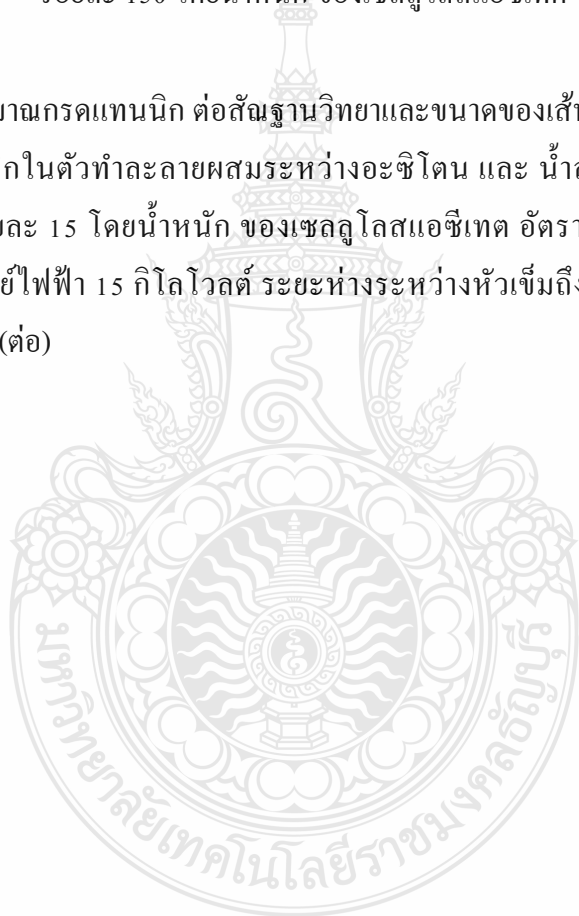 ร้อยละ 150 โดยน้ำหนัก ของเซลลูโลสแอซีเทต
มาณกรดแทนนิก ต่อสัณฐานวิทยาและขนาดของเส้น
กในตัวทำละลายผสมระหว่างอะซิโตน และ น้ำ
ยละ 15 โดยน้ำหนัก ของเซลลูโลสแอซีเทต อัตรา
ย์ไฟฟ้า 15 กิโลโวลต์ ระยะห่างระหว่างหัวเข็มถึง
(ต่อ)
มหาวิทยาลัยเทคโนโลยีราชมงคลธัญบุรี